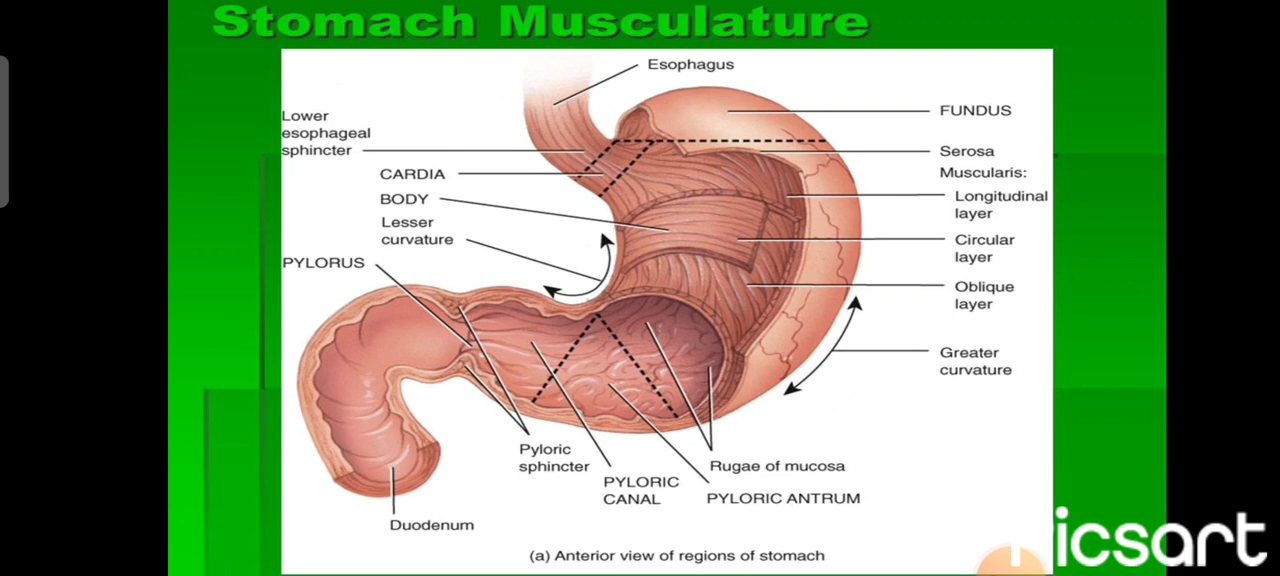 Stomach Musculature
Esophagus
Lower
esophageal
sphincter
CARDIA
BODY
Lesser
curvature
PYLORUS
FUNDUS
Serosa
Muscularis:
Longitudinal
layer
Circular
layer
Oblique
layer
Greater
curvature
Pyloric
sphincter
PYLORIC
CANAL
Rugae of mucosa
PYLORIC ANTRUM
Duodenum
(a) Anterior view of regions of stomach
Picsart